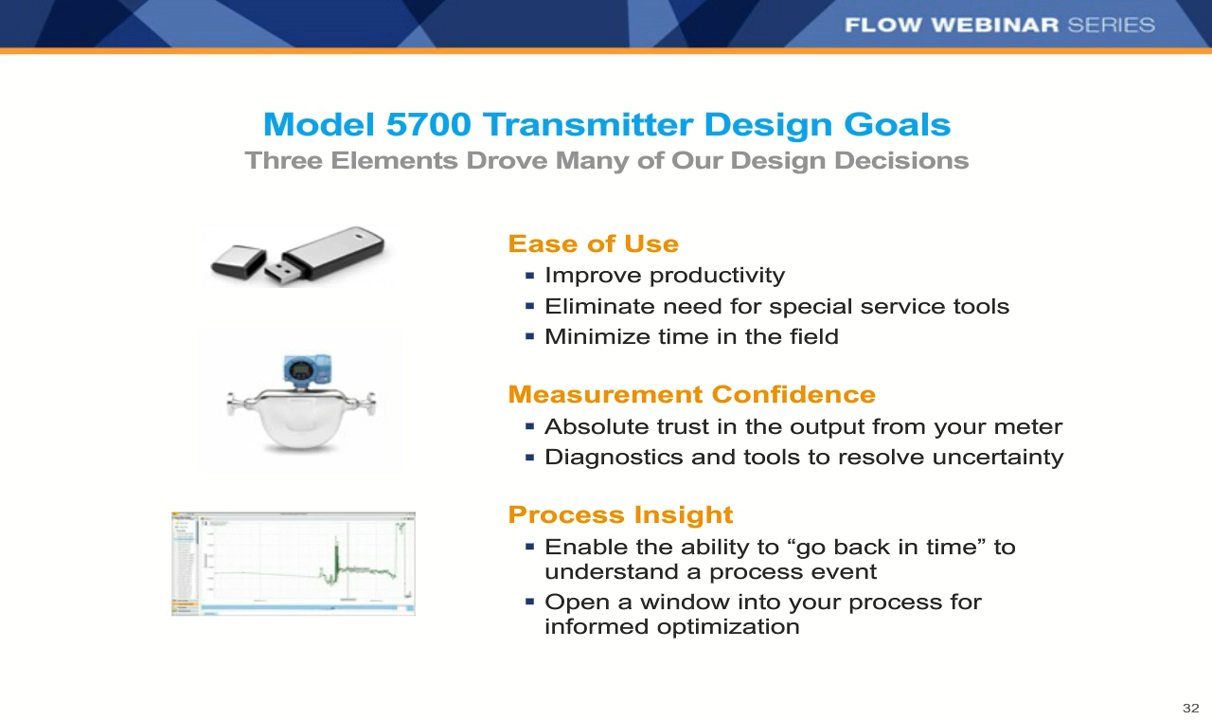 FLOW WEBINAR SERIES
Model 5700 Transmitter Design Goals
Three Elements Drove Many of Our Design Decisions
Ease of Use
▪ Improve productivity
▪ Eliminate need for special service tools
▪ Minimize time in the field
Measurement Confidence
▪ Absolute trust in the output from your meter
▪ Diagnostics and tools to resolve uncertainty
Process Insight
▪ Enable the ability to “go back in time” to
understand a process event
▪ Open a window into your process for
informed optimization
32